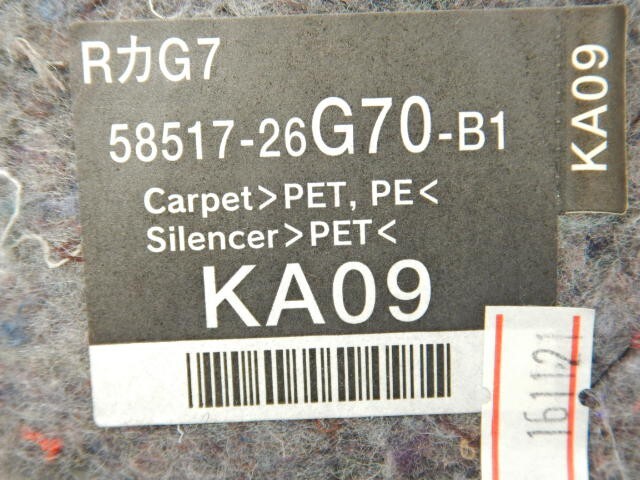 RカG7
58517-26G70-B1
Carpet>PET, PE<
Silencer>PET<
KA09
KA09
161121